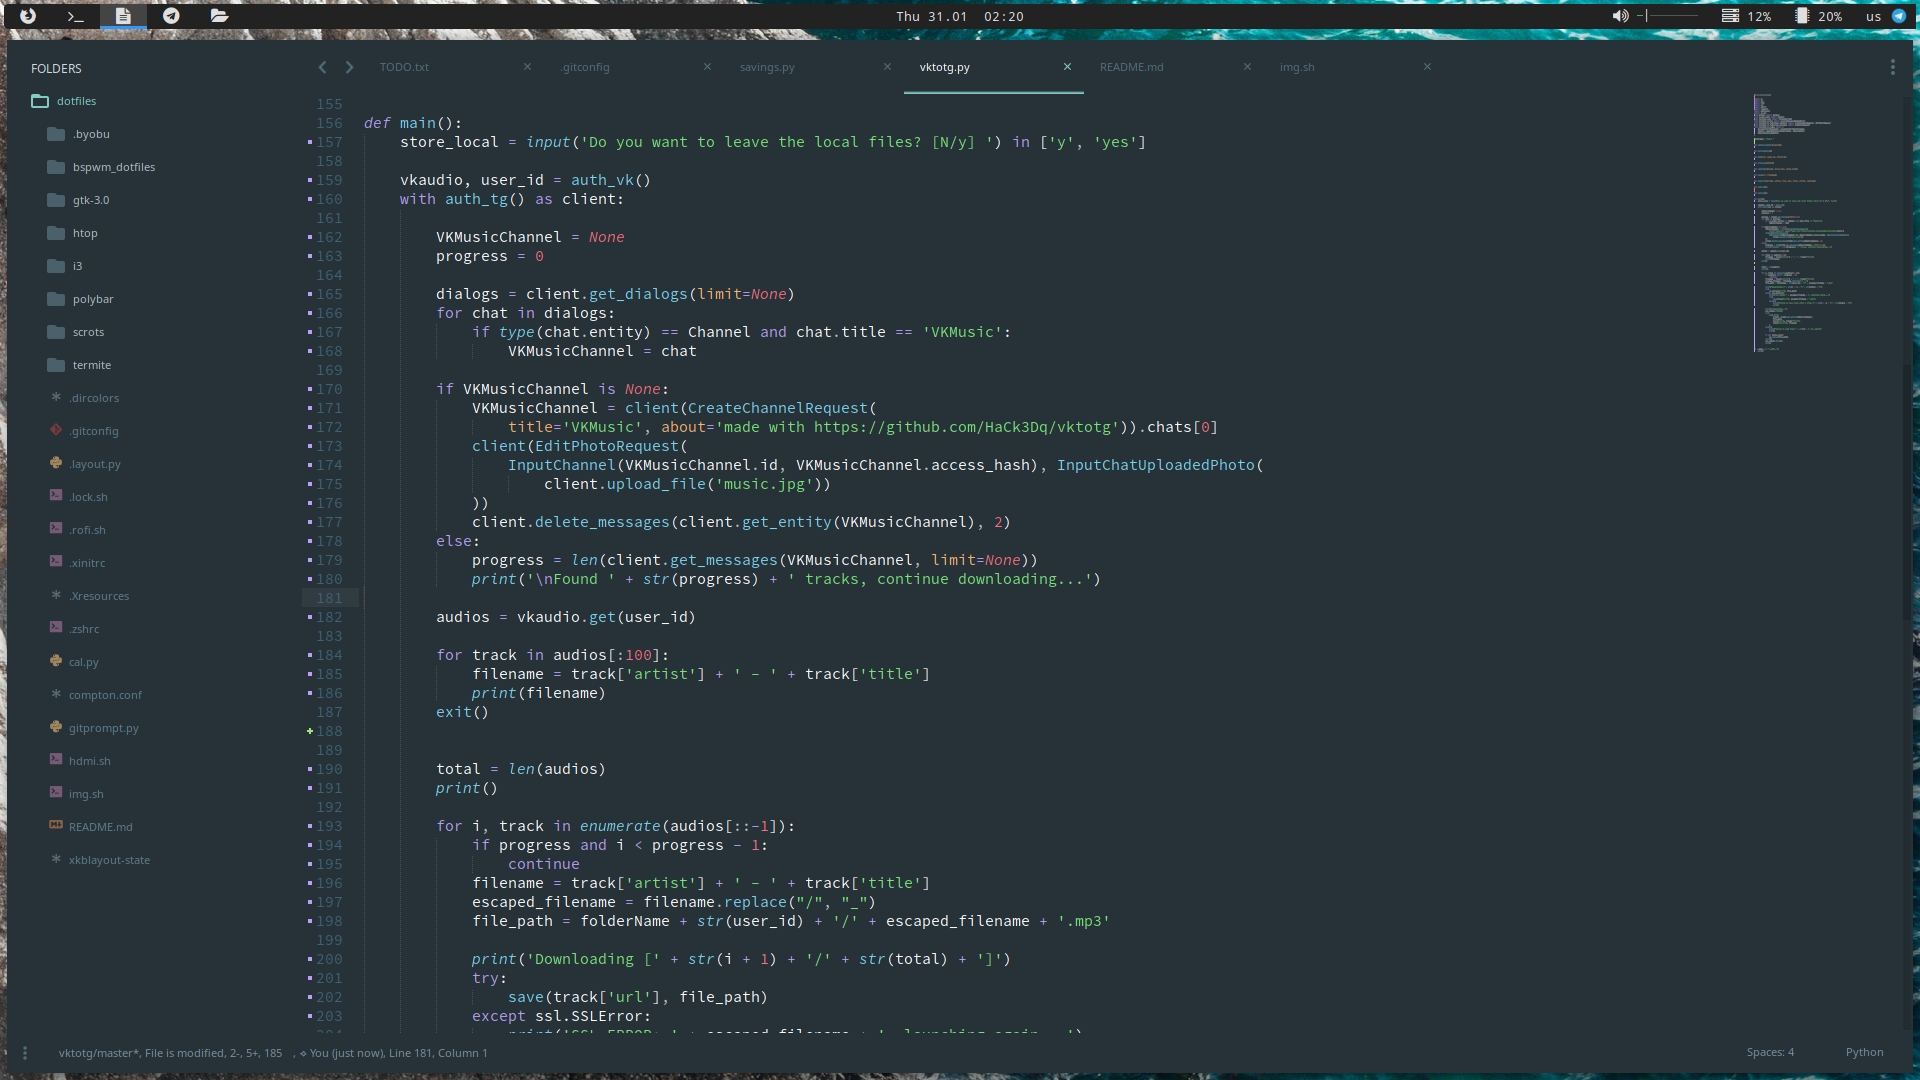 Thu 31.01 02:20
12% 20% us
FOLDERS
dotfiles
.byobu
bspwm_dotfiles
gtk-3.0
htop
i3
polybar
scrots
termite
.dircolors
.gitconfig
.layout.py
.lock.sh
.rofi.sh
.xinitrc
.Xresources
.zshrc
cal.py
compton.conf
gitprompt.py
hdmi.sh
img.sh
README.md
xkblayout-state
TODO.txt .gitconfig savings.py vktotg.py README.md img.sh
155
156 def main():
157 store_local = input('Do you want to leave the local files? [N/y] ') in ['y', 'yes']
158
159 vkaudio, user_id = auth_vk()
160 with auth_tg() as client:
161
162 VKMusicChannel = None
163 progress = 0
164
165 dialogs = client.get_dialogs(limit=None)
166 for chat in dialogs:
167 if type(chat.entity) == Channel and chat.title == 'VKMusic':
168 VKMusicChannel = chat
169
170 if VKMusicChannel is None:
171 VKMusicChannel = client(CreateChannelRequest(
172 title='VKMusic', about='made with https://github.com/HaCk3Dq/vktotg')).chats[0]
173 client(EditPhotoRequest(
174 InputChannel(VKMusicChannel.id, VKMusicChannel.access_hash), InputChatUploadedPhoto(
175 client.upload_file('music.jpg'))
176 ))
177 client.delete_messages(client.get_entity(VKMusicChannel), 2)
178 else:
179 progress = len(client.get_messages(VKMusicChannel, limit=None))
180 print('\nFound ' + str(progress) + ' tracks, continue downloading...')
181
182 audios = vkaudio.get(user_id)
183
184 for track in audios[:100]:
185 filename = track['artist'] + ' - ' + track['title']
186 print(filename)
187 exit()
188
189
190 total = len(audios)
191 print()
192
193 for i, track in enumerate(audios[::-1]):
194 if progress and i < progress - 1:
195 continue
196 filename = track['artist'] + ' - ' + track['title']
197 escaped_filename = filename.replace("/", "_")
198 file_path = folderName + str(user_id) + '/' + escaped_filename + '.mp3'
199
200 print('Downloading [' + str(i + 1) + '/' + str(total) + ']')
201 try:
202 save(track['url'], file_path)
203 except ssl.SSLError:
vktotg/master*, File is modified, 2-, 5+, 185 , ⋄ You (just now), Line 181, Column 1
Spaces: 4 Python